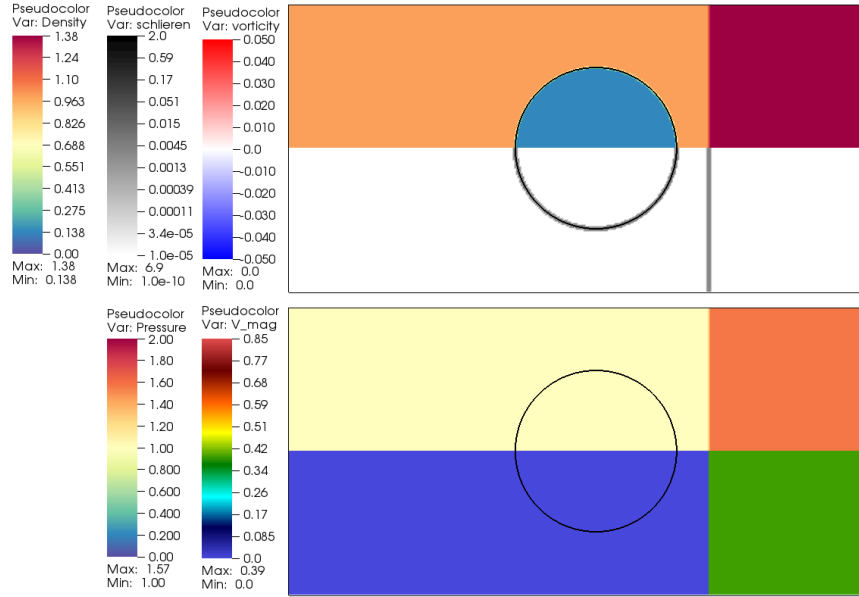 Pseudocolor
Var: Density
1.38
1.24
1.10
0.963
0.826
0.688
0.551
0.413
0.275
0.138
0.00
Max: 1.38
Min: 0.138
Pseudocolor
Var: schlieren
2.0
0.59
0.17
0.051
0.015
0.0045
0.0013
0.00039
0.00011
3.4e-05
1.0e-05
Max: 6.9
Min: 1.0e-10
Pseudocolor
Var: vorticity
0.050
0.040
0.030
0.020
0.010
0.0
-0.010
-0.020
-0.030
-0.040
-0.050
Max: 0.0
Min: 0.0
Pseudocolor
Var: Pressure
2.00
1.80
1.60
1.40
1.20
1.00
0.800
0.600
0.400
0.200
0.00
Max: 1.57
Min: 1.00
Pseudocolor
Var: V_mag
0.85
0.77
0.68
0.60
0.51
0.42
0.34
0.26
0.17
0.085
0.0
Max: 0.39
Min: 0.0